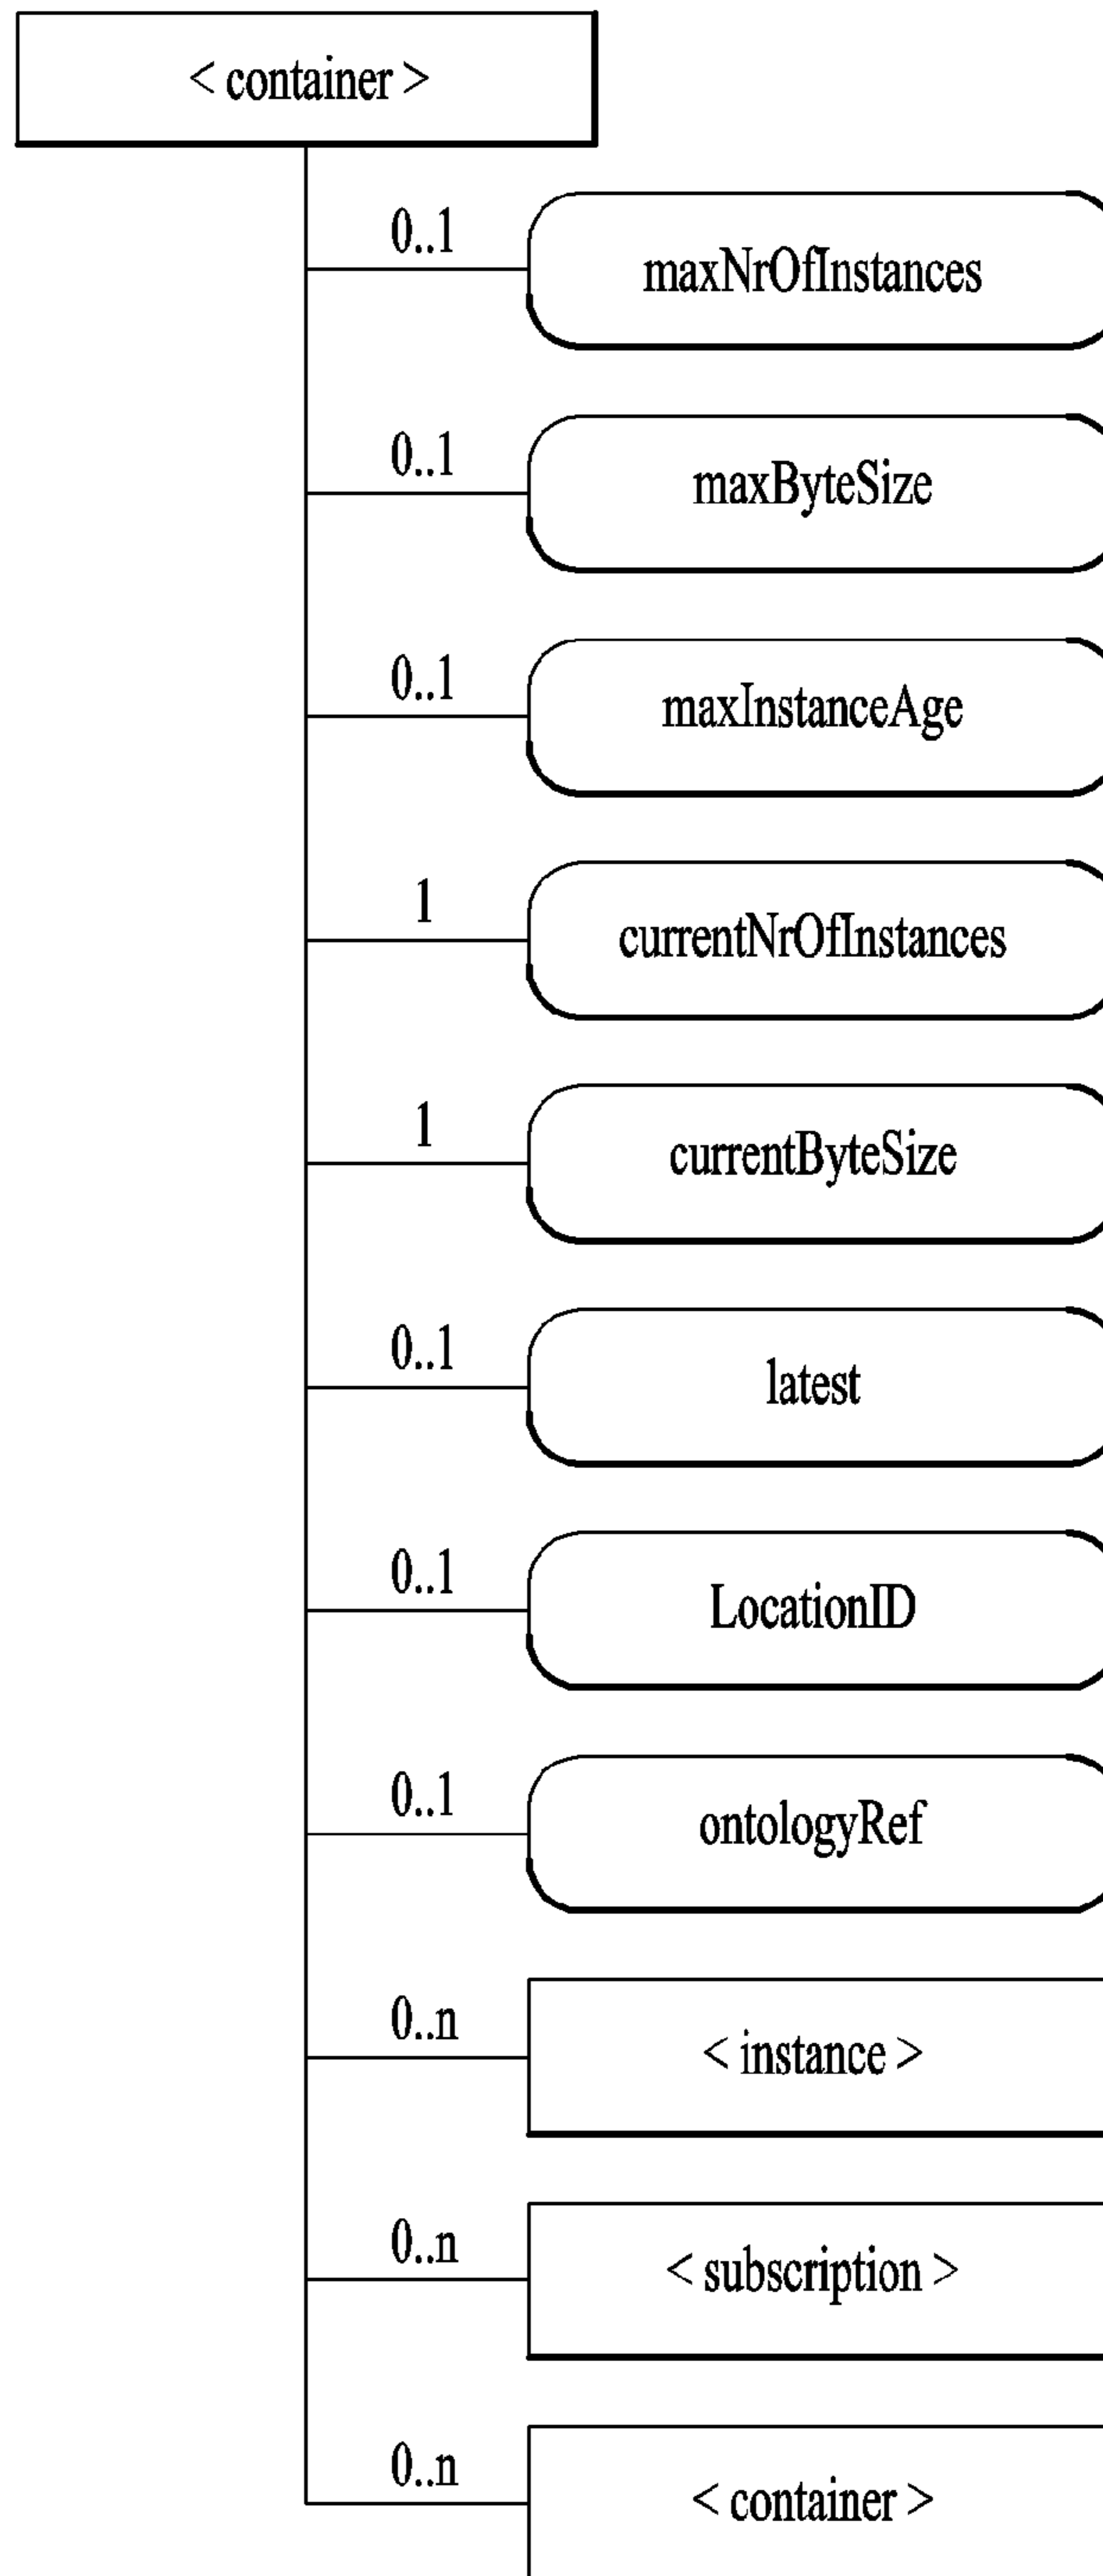 < container >
0..1
maxNrOfInstances
0..1
maxByteSize
0..1
maxInstanceAge
1
currentNrOfInstances
1
currentByteSize
0..1
latest
0..1
LocationID
0..1
ontologyRef
0..n
< instance >
0..n
< subscription >
0..n
< container >